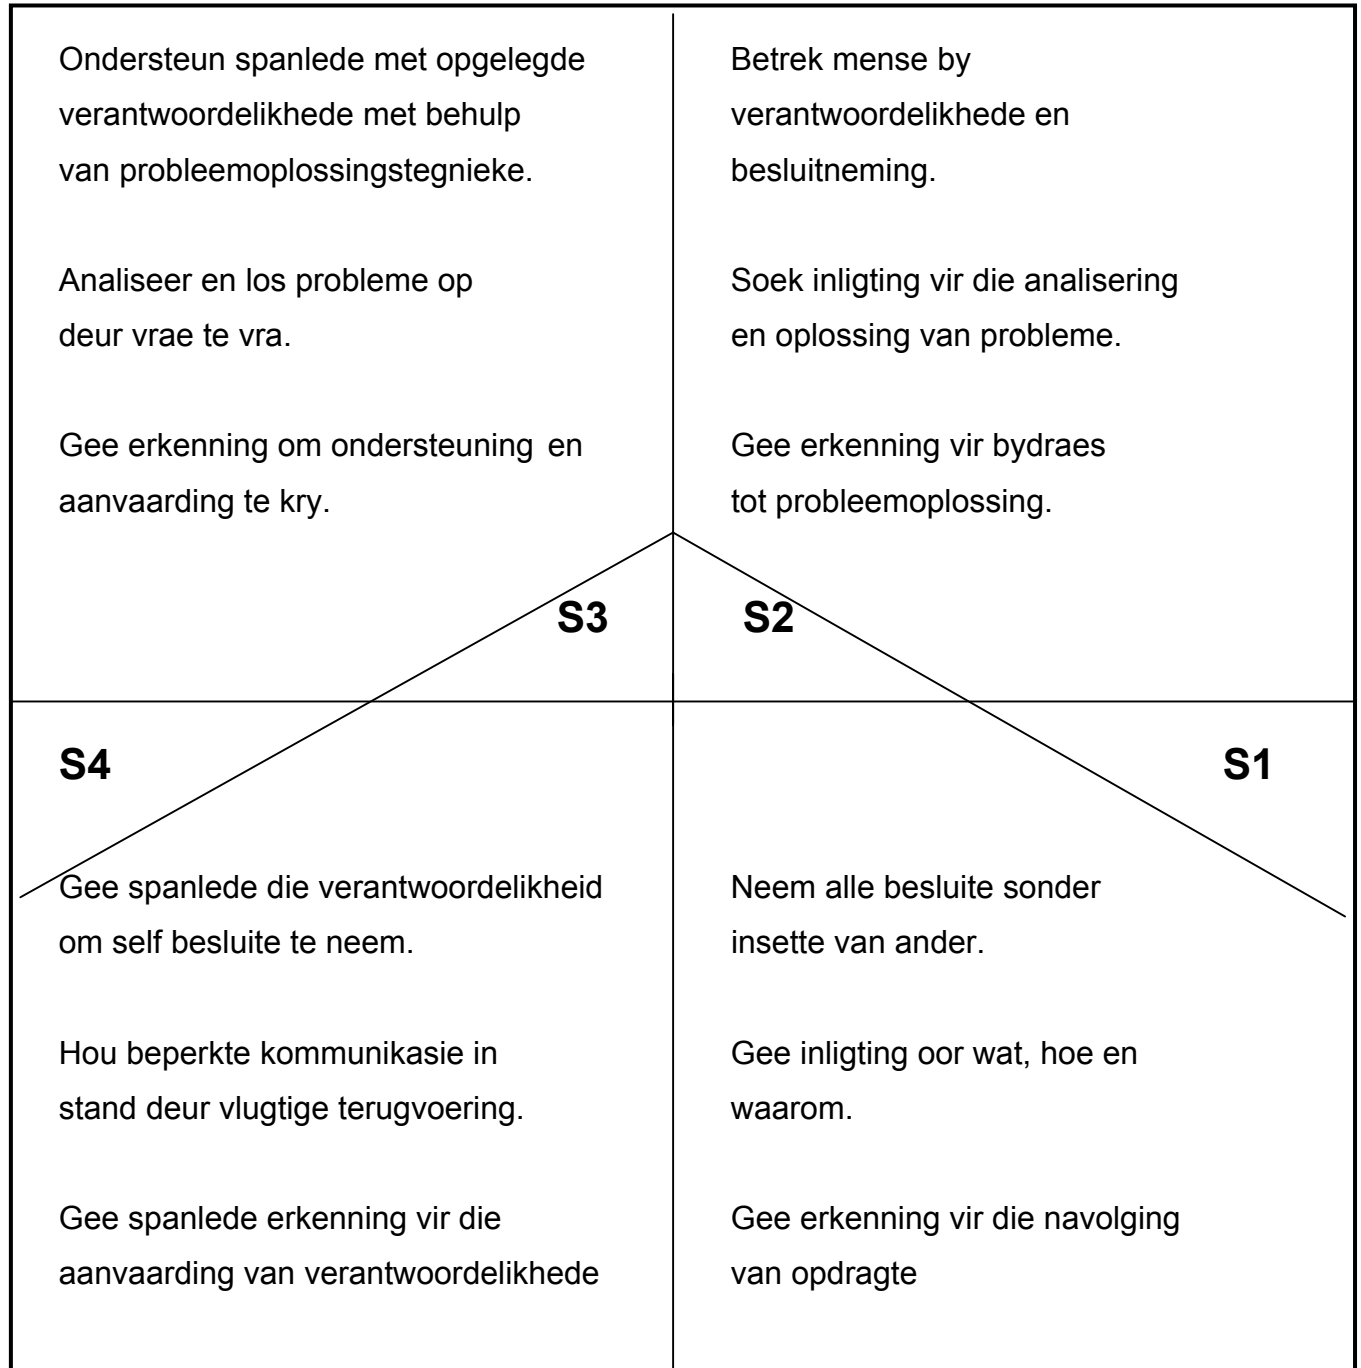 Ondersteun spanlede met opgelegde
verantwoordelikhede met behulp
van probleemoplossingstegnieke.
Analiseer en los probleme op
deur vrae te vra.
Gee erkenning om ondersteuning en
aanvaarding te kry.
S3
Betrek mense by
verantwoordelikhede en
besluitneming.
Soek inligting vir die analisering
en oplossing van probleme.
Gee erkenning vir bydraes
tot probleemoplossing.
S2
S4
Gee spanlede die verantwoordelikheid
om self besluite te neem.
Hou beperkte kommunikasie in
stand deur vlugtige terugvoering.
Gee spanlede erkenning vir die
aanvaarding van verantwoordelikhede
S1
Neem alle besluite sonder
insette van ander.
Gee inligting oor wat, hoe en
waarom.
Gee erkenning vir die navolging
van opdragte